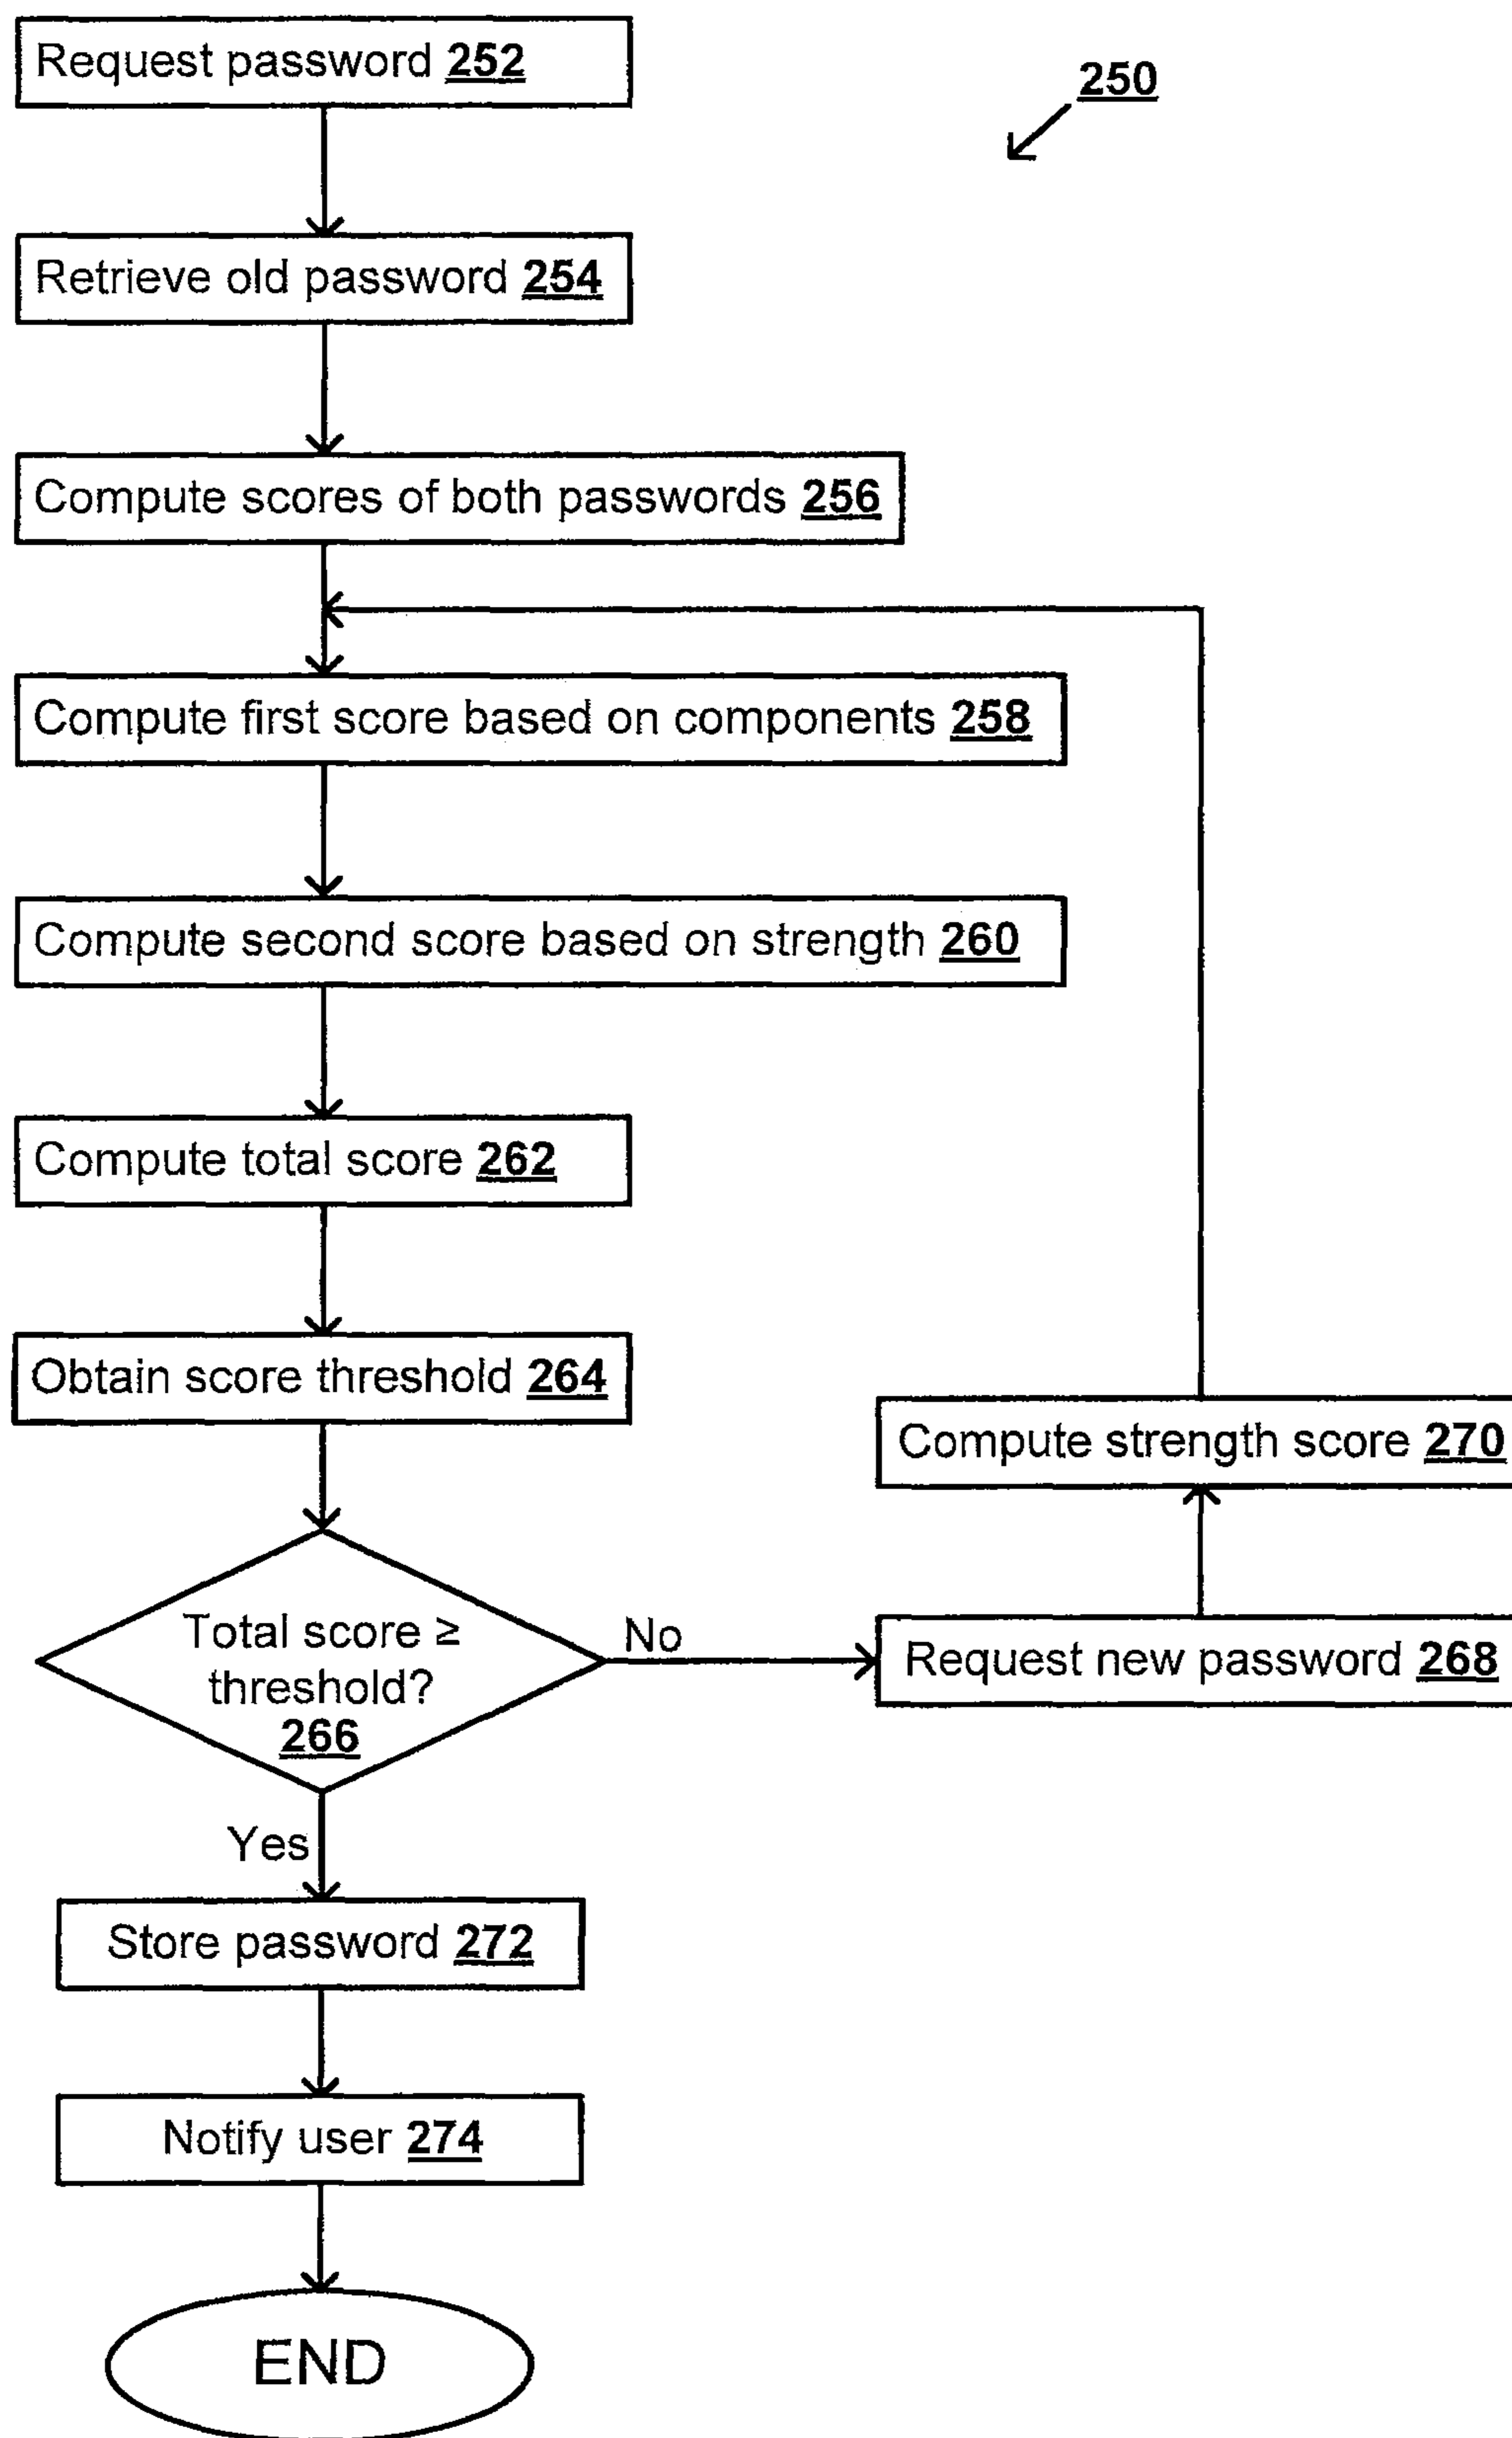 Request password 252
250
Retrieve old password 254
Compute scores of both passwords 256
Compute first score based on components 258
Compute second score based on strength 260
Compute total score 262
Obtain score threshold 264
Compute strength score 270
Total score ≥
threshold?
266
No
Request new password 268
Yes
Store password 272
Notify user 274
END